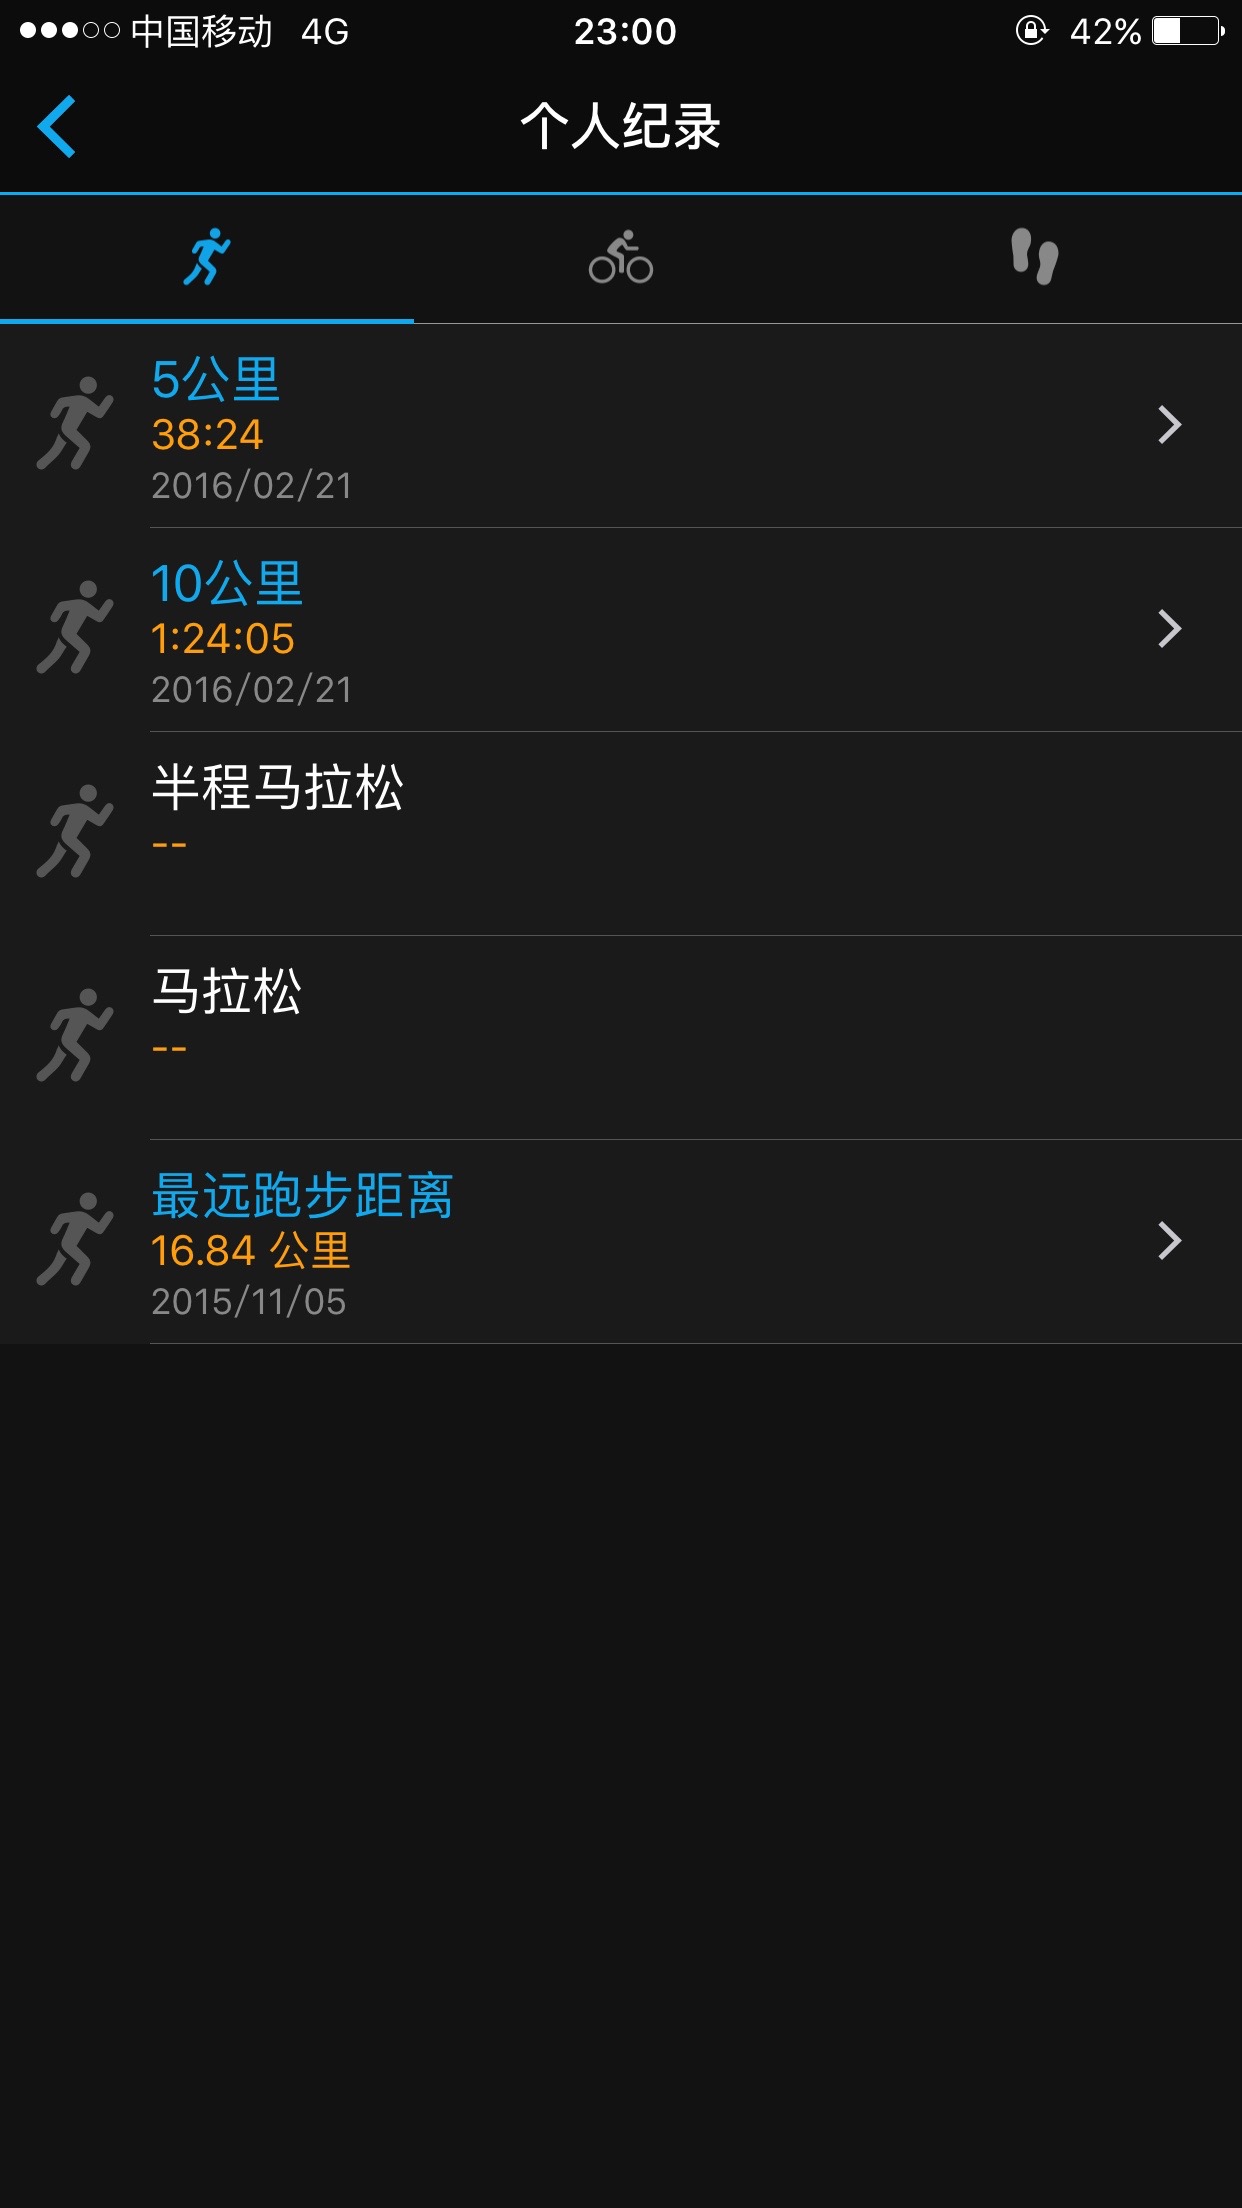 中国移动 4G 23:00 42%
个人纪录
5公里
38:24
2016/02/21
10公里
1:24:05
2016/02/21
半程马拉松
--
马拉松
--
最远跑步距离
16.84 公里
2015/11/05